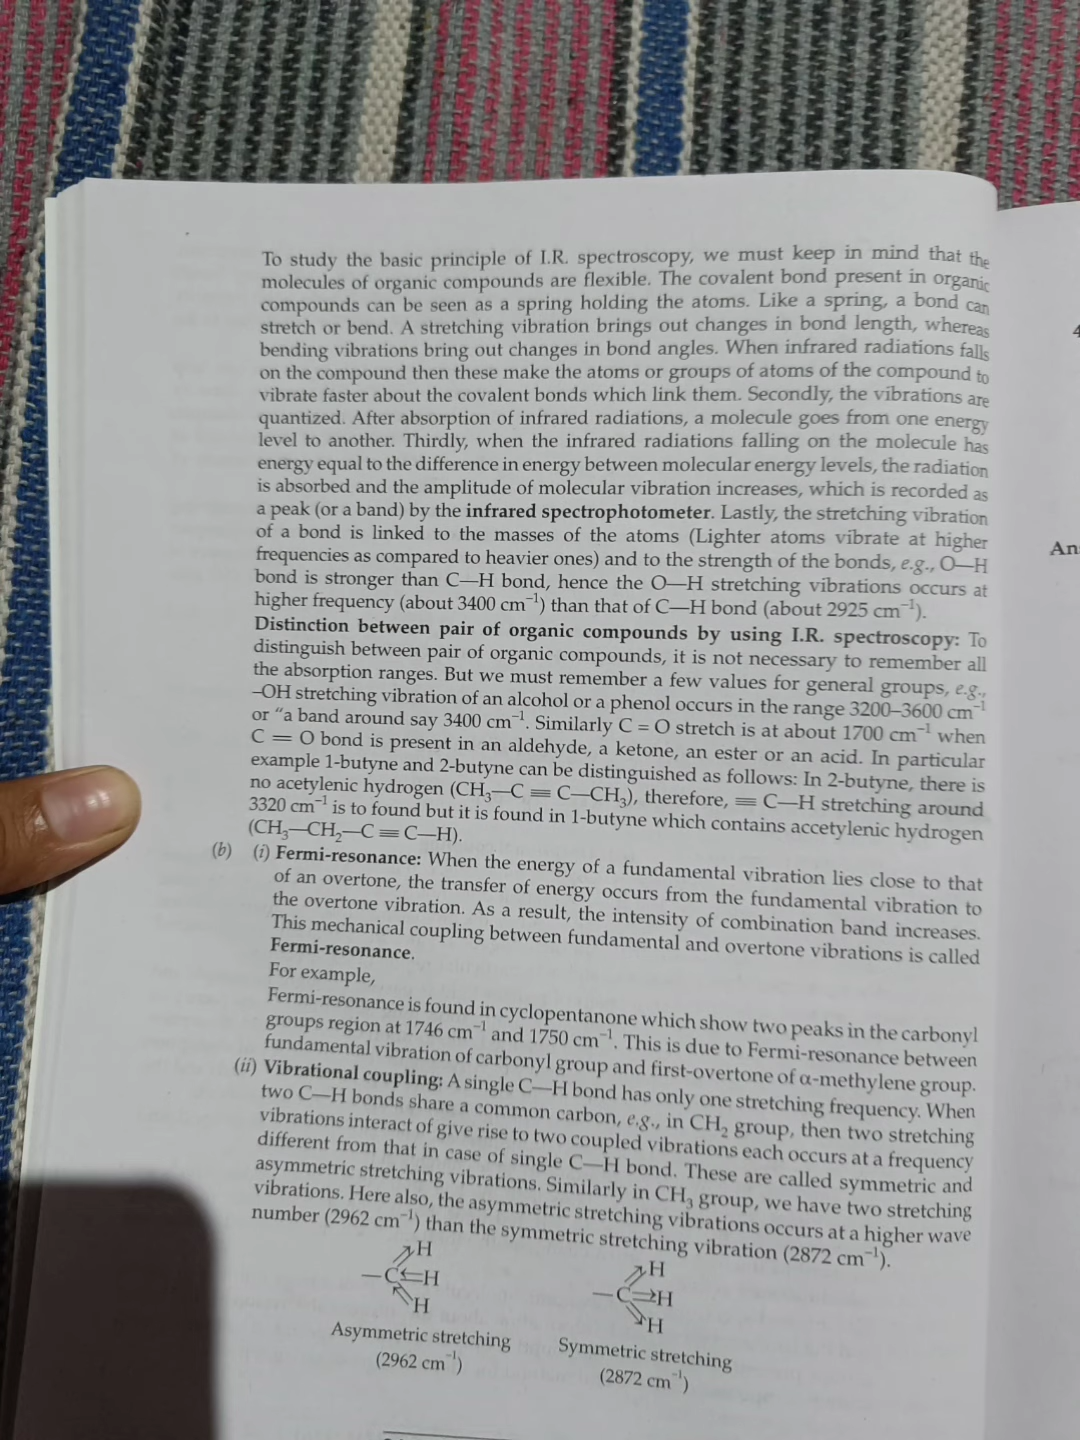 To study the basic principle of I.R. spectroscopy, we must keep in mind that the
molecules of organic compounds are flexible. The covalent bond present in organic
compounds can be seen as a spring holding the atoms. Like a spring, a bond can
stretch or bend. A stretching vibration brings out changes in bond length, whereas
bending vibrations bring out changes in bond angles. When infrared radiations falls
on the compound then these make the atoms or groups of atoms of the compound to
vibrate faster about the covalent bonds which link them. Secondly, the vibrations are
quantized. After absorption of infrared radiations, a molecule goes from one energy
level to another. Thirdly, when the infrared radiations falling on the molecule has
energy equal to the difference in energy between molecular energy levels, the radiation
is absorbed and the amplitude of molecular vibration increases, which is recorded as
a peak (or a band) by the infrared spectrophotometer. Lastly, the stretching vibration
of a bond is linked to the masses of the atoms (Lighter atoms vibrate at higher
frequencies as compared to heavier ones) and to the strength of the bonds, e.g., O—H
bond is stronger than C—H bond, hence the O—H stretching vibrations occurs at
higher frequency (about 3400 cm⁻¹) than that of C—H bond (about 2925 cm⁻¹).
Distinction between pair of organic compounds by using I.R. spectroscopy: To
distinguish between pair of organic compounds, it is not necessary to remember all
the absorption ranges. But we must remember a few values for general groups, e.g.,
–OH stretching vibration of an alcohol or a phenol occurs in the range 3200–3600 cm⁻¹
or "a band around say 3400 cm⁻¹. Similarly C = O stretch is at about 1700 cm⁻¹ when
C = O bond is present in an aldehyde, a ketone, an ester or an acid. In particular
example 1-butyne and 2-butyne can be distinguished as follows: In 2-butyne, there is
no acetylenic hydrogen (CH₃—C≡C—CH₃), therefore, ≡C—H stretching around
3320 cm⁻¹ is to found but it is found in 1-butyne which contains accetylenic hydrogen
(CH₃—CH₂—C≡C—H).
(b) (i) Fermi-resonance: When the energy of a fundamental vibration lies close to that
of an overtone, the transfer of energy occurs from the fundamental vibration to
the overtone vibration. As a result, the intensity of combination band increases.
This mechanical coupling between fundamental and overtone vibrations is called
Fermi-resonance.
For example,
Fermi-resonance is found in cyclopentanone which show two peaks in the carbonyl
groups region at 1746 cm⁻¹ and 1750 cm⁻¹. This is due to Fermi-resonance between
fundamental vibration of carbonyl group and first-overtone of α-methylene group.
(ii) Vibrational coupling: A single C—H bond has only one stretching frequency. When
two C—H bonds share a common carbon, e.g., in CH₂ group, then two stretching
vibrations interact of give rise to two coupled vibrations each occurs at a frequency
different from that in case of single C—H bond. These are called symmetric and
asymmetric stretching vibrations. Similarly in CH₃ group, we have two stretching
vibrations. Here also, the asymmetric stretching vibrations occurs at a higher wave
number (2962 cm⁻¹) than the symmetric stretching vibration (2872 cm⁻¹).
H
—C H
H
Asymmetric stretching
(2962 cm⁻¹)
H
—C H
H
Symmetric stretching
(2872 cm⁻¹)
An